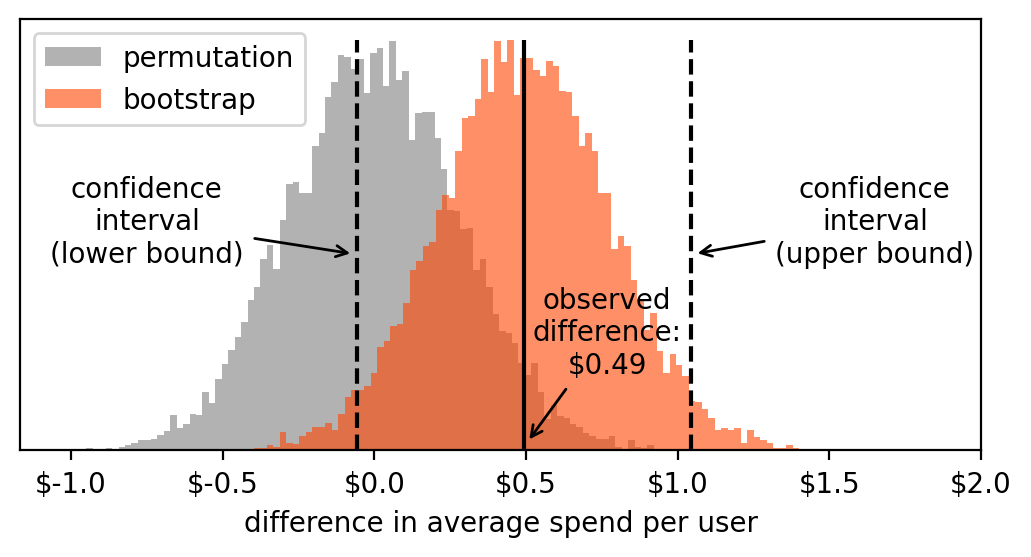 permutation
bootstrap
confidence
interval
(lower bound)
confidence
interval
(upper bound)
observed
difference:
$0.49
$-1.0 $-0.5 $0.0 $0.5 $1.0 $1.5 $2.0
difference in average spend per user